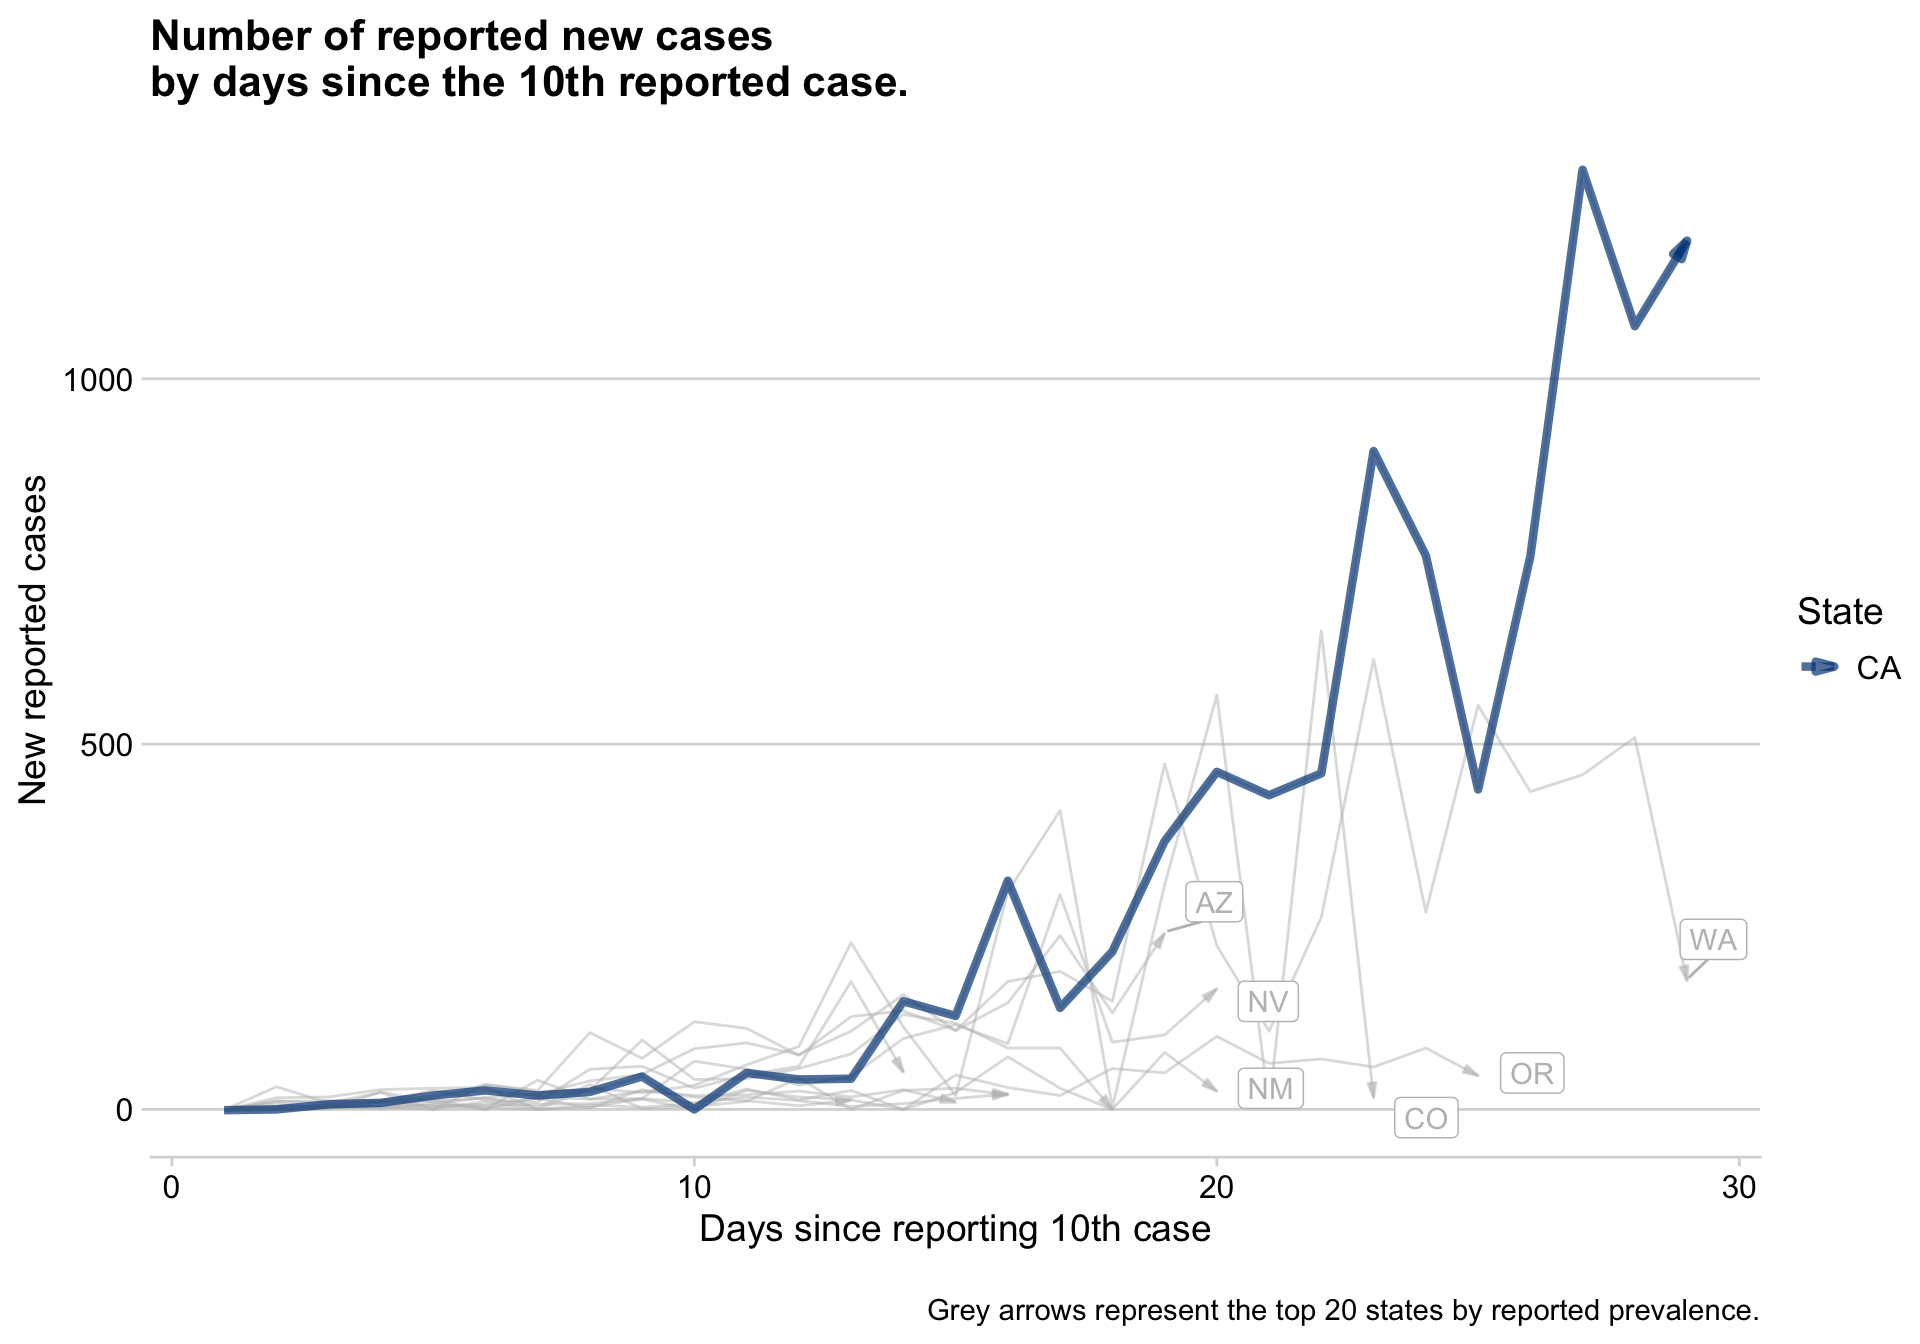 Number of reported new cases
by days since the 10th reported case.
New reported cases
1000
500
0
AZ
WA
NV
OR
NM
CO
State
CA
0
10
20
30
Days since reporting 10th case
Grey arrows represent the top 20 states by reported prevalence.